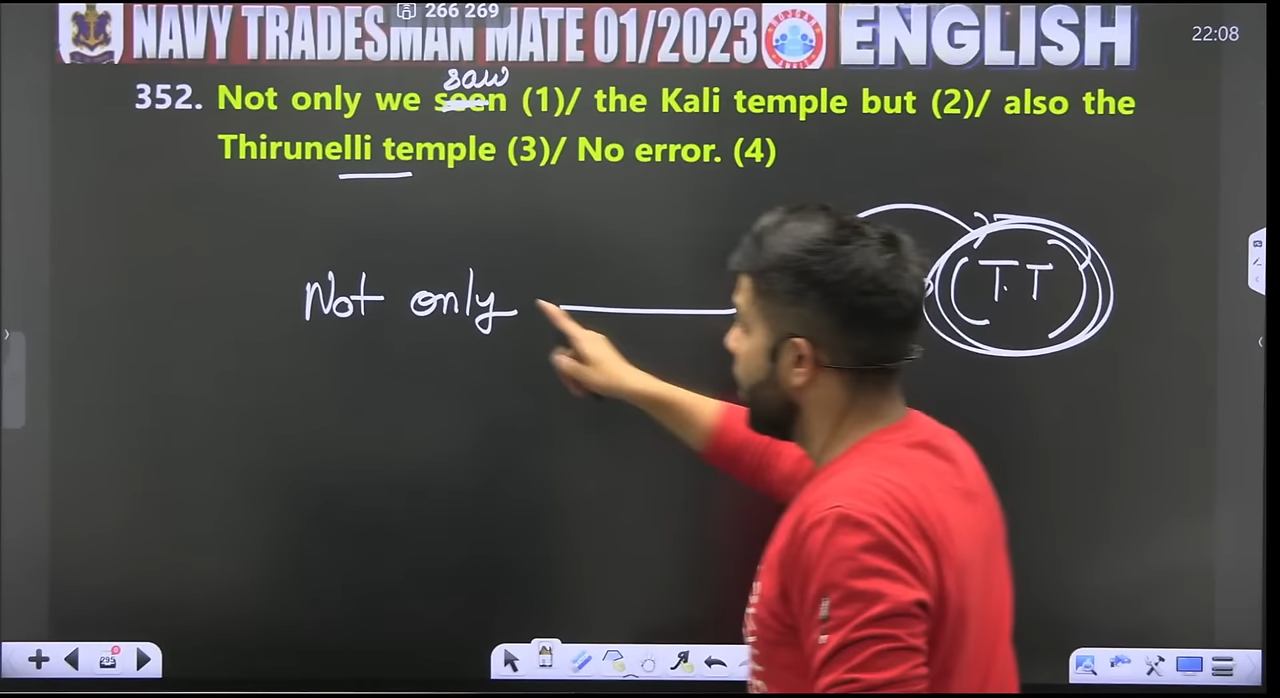 266 269
NAVY TRADESMAN MATE 01/2023 ENGLISH
22:08
saw
352. Not only we seen (1)/ the Kali temple but (2)/ also the
Thirunelli temple (3)/ No error. (4)
Not only
(T.T)
295